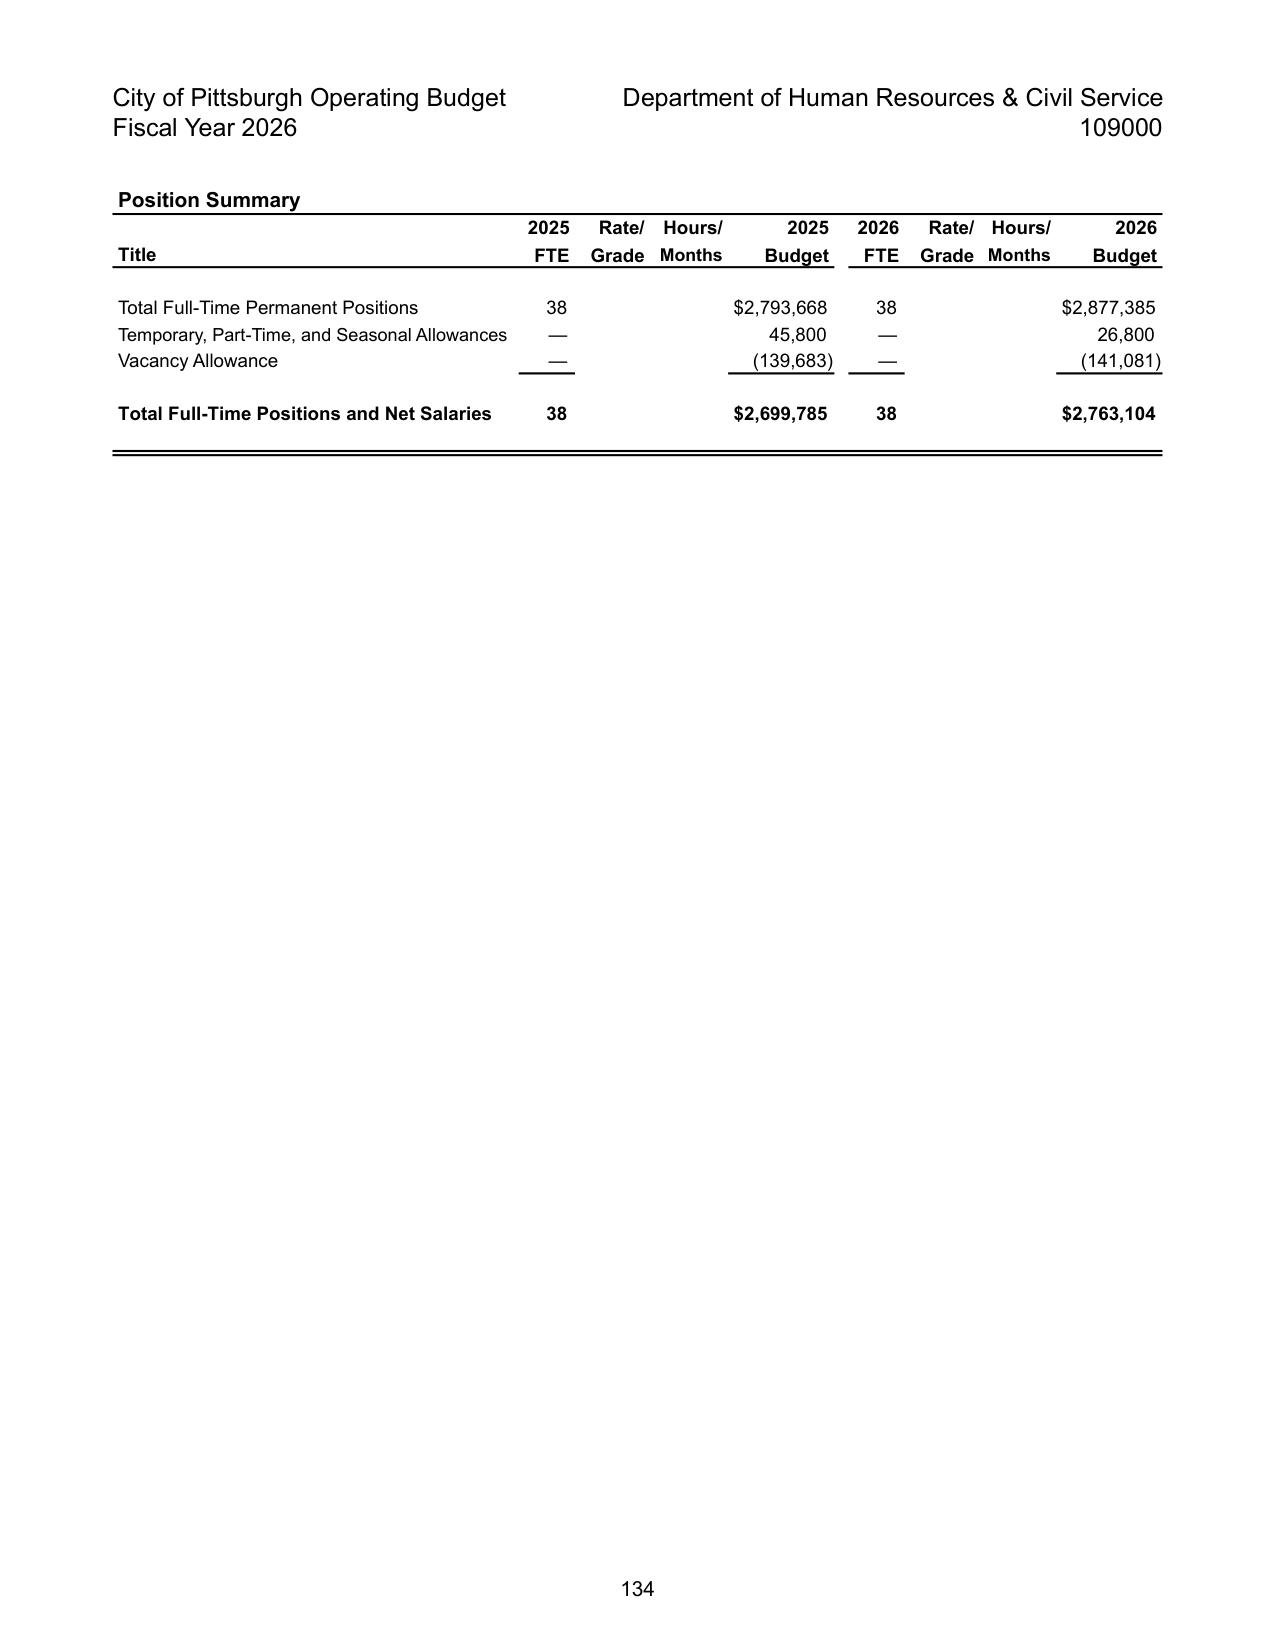 City of Pittsburgh Operating Budget Department of Human Resources & Civil Service
Fiscal Year 2026 109000
Position Summary
2025 Rate/ Hours/ 2025 2026 Rate/ Hours/ 2026
Title FTE Grade Months Budget FTE Grade Months Budget
Total Full-Time Permanent Positions 38 $2,793,668 38 $2,877,385
Temporary, Part-Time, and Seasonal Allowances — 45,800 — 26,800
Vacancy Allowance — (139,683) — (141,081)
Total Full-Time Positions and Net Salaries 38 $2,699,785 38 $2,763,104
134